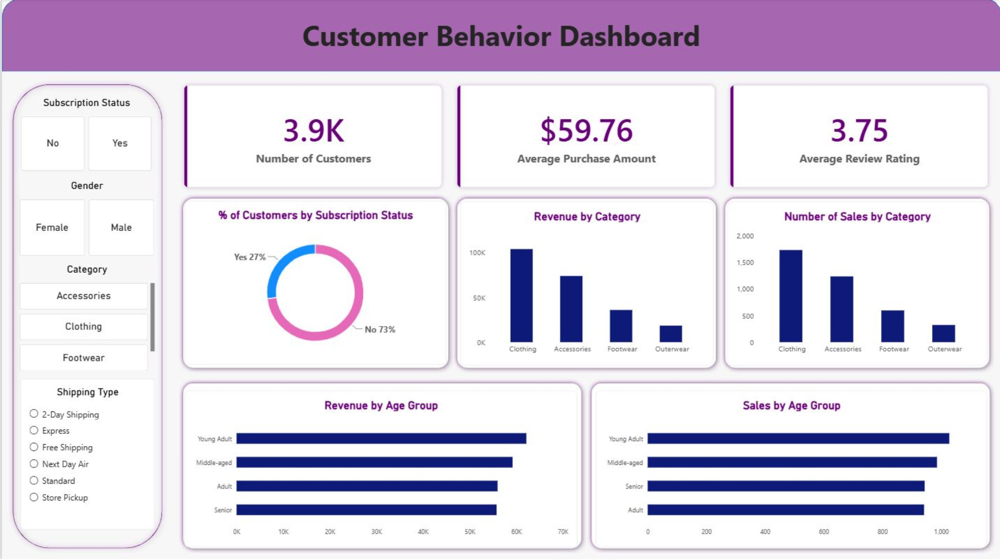 Customer Behavior Dashboard
Subscription Status
No
Yes
Gender
Female
Male
Category
Accessories
Clothing
Footwear
Shipping Type
2-Day Shipping
Express
Free Shipping
Next Day Air
Standard
Store Pickup
3.9K
Number of Customers
$59.76
Average Purchase Amount
3.75
Average Review Rating
% of Customers by Subscription Status
Yes 27%
No 73%
Revenue by Category
100K
50K
0K
Clothing Accessories Footwear Outerwear
Number of Sales by Category
2,000
1,500
1,000
500
0
Clothing Accessories Footwear Outerwear
Revenue by Age Group
Young Adult
Middle-aged
Adult
Senior
0K 10K 20K 30K 40K 50K 60K 70K
Sales by Age Group
Young Adult
Middle-aged
Senior
Adult
0 200 400 600 800 1,000